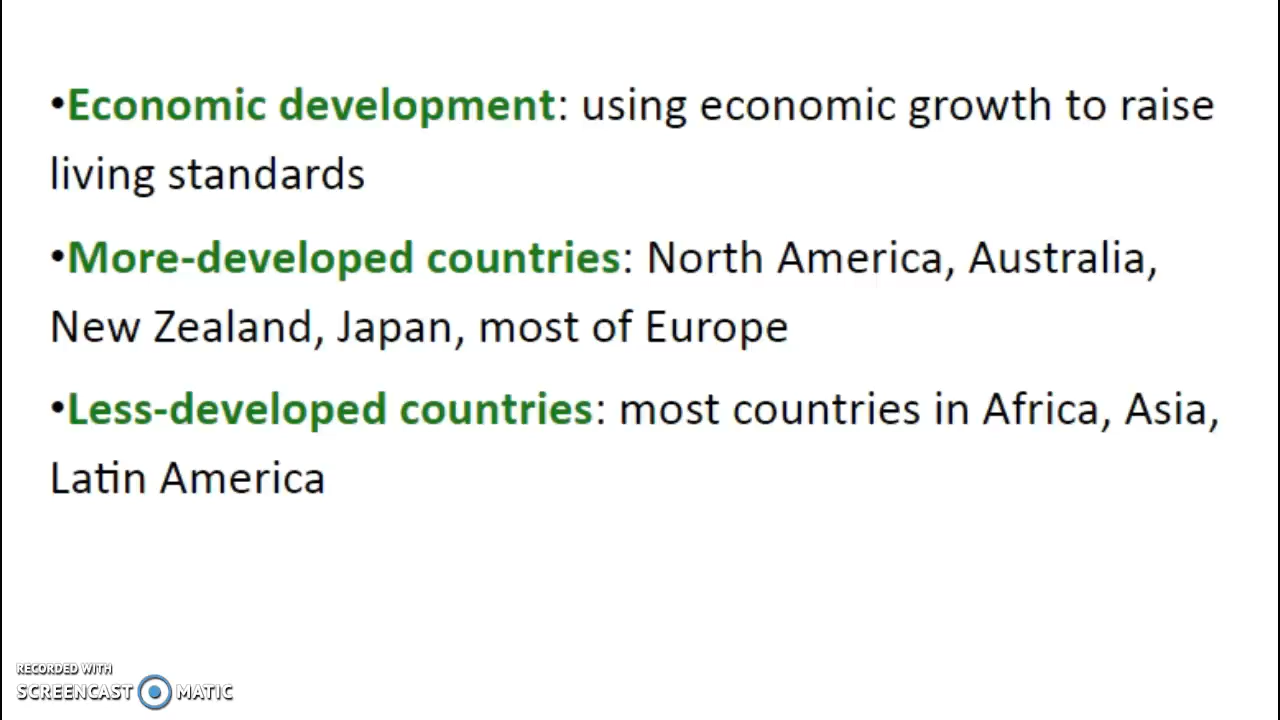 •Economic development: using economic growth to raise
living standards
•More-developed countries: North America, Australia,
New Zealand, Japan, most of Europe
•Less-developed countries: most countries in Africa, Asia,
Latin America
RECORDED WITH
SCREENCAST MATIC